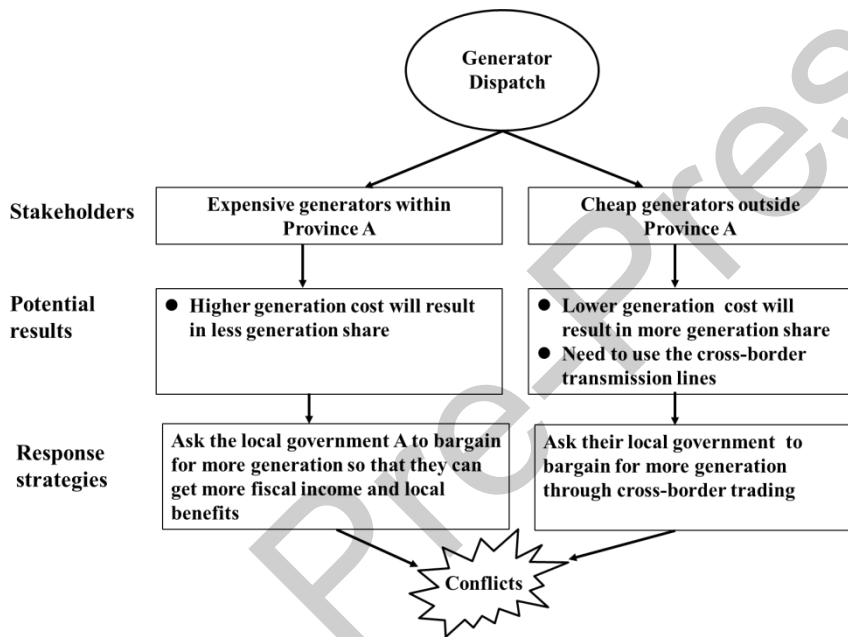 Generator
Dispatch
Stakeholders
Expensive generators within
Province A
Cheap generators outside
Province A
Potential
results
● Higher generation cost will result
in less generation share
● Lower generation cost will
result in more generation share
● Need to use the cross-border
transmission lines
Response
strategies
Ask the local government A to bargain
for more generation so that they can
get more fiscal income and local
benefits
Ask their local government to
bargain for more generation
through cross-border trading
Conflicts
Pre-Pres